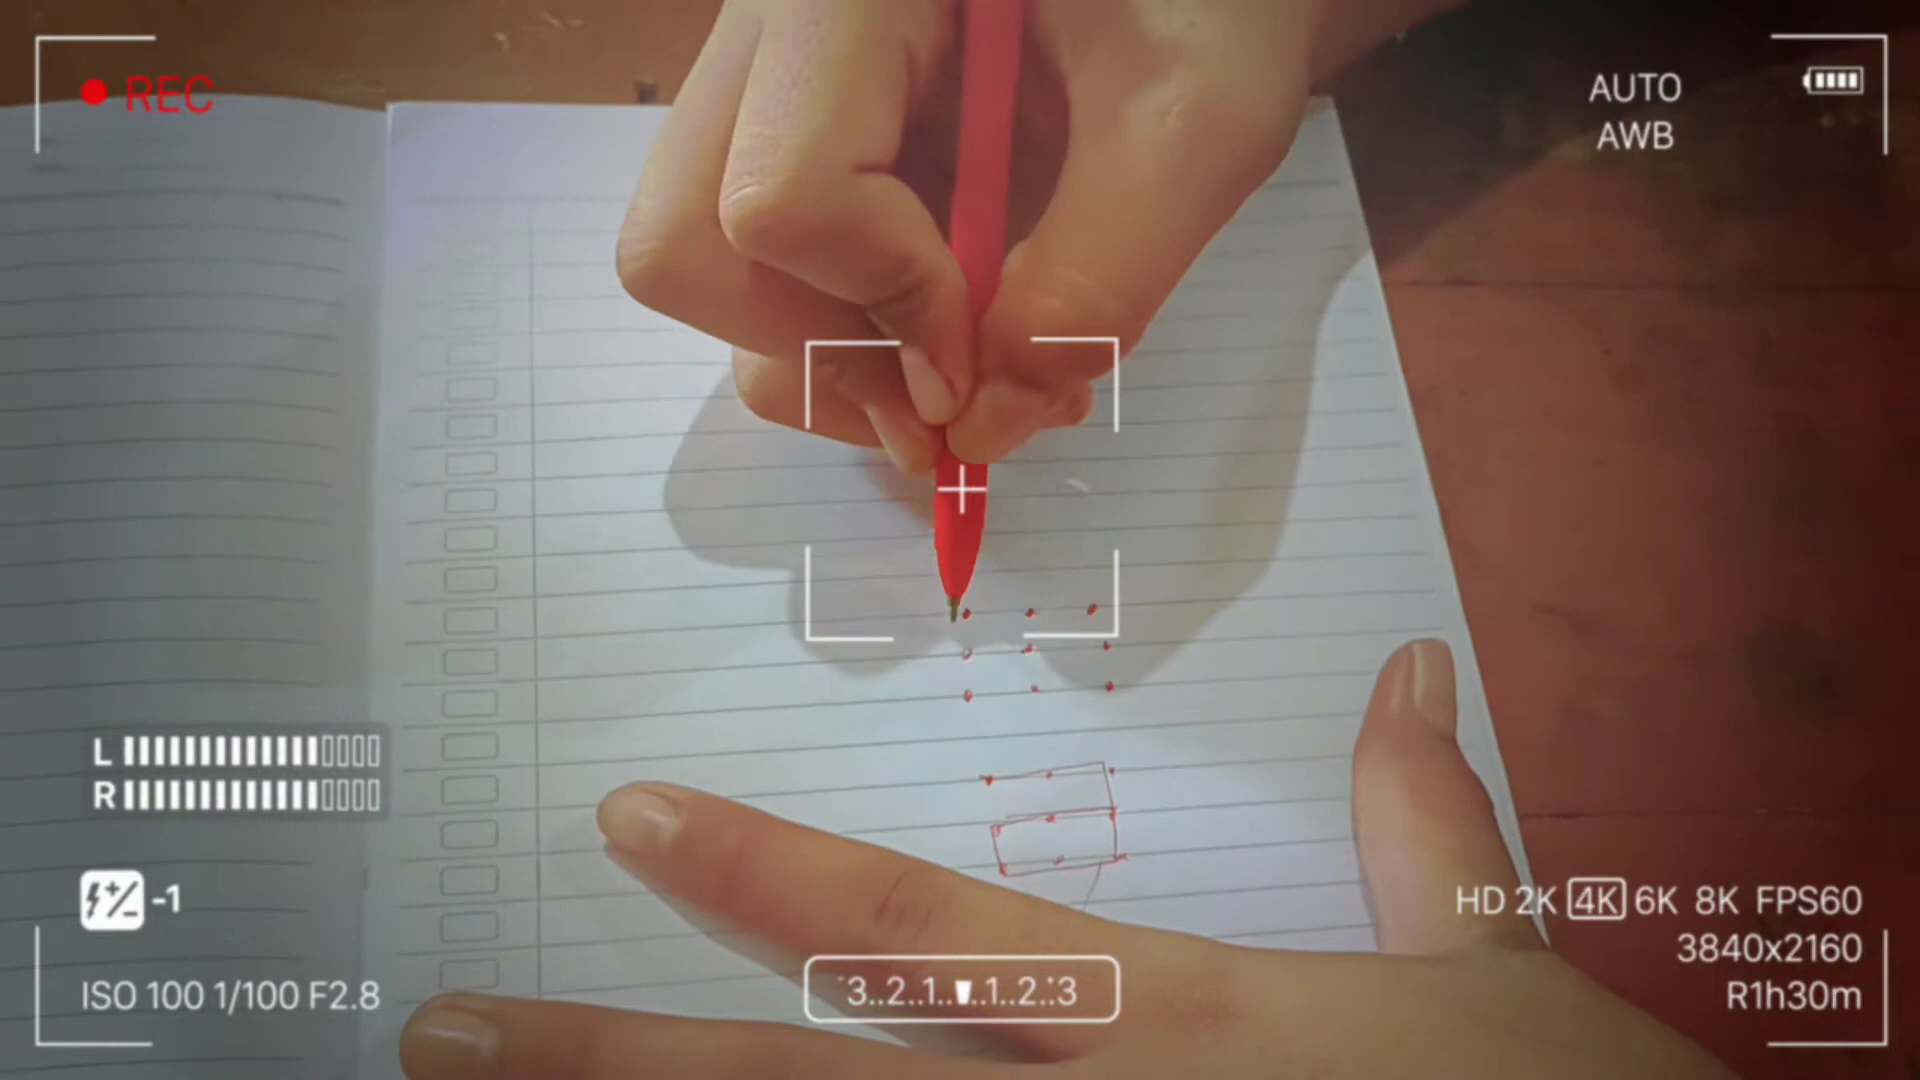 REC
AUTO
AWB
L
R
-1
ISO 100 1/100 F2.8
3..2..1.. ..1..2..3
HD 2K 4K 6K 8K FPS60
3840x2160
R1h30m